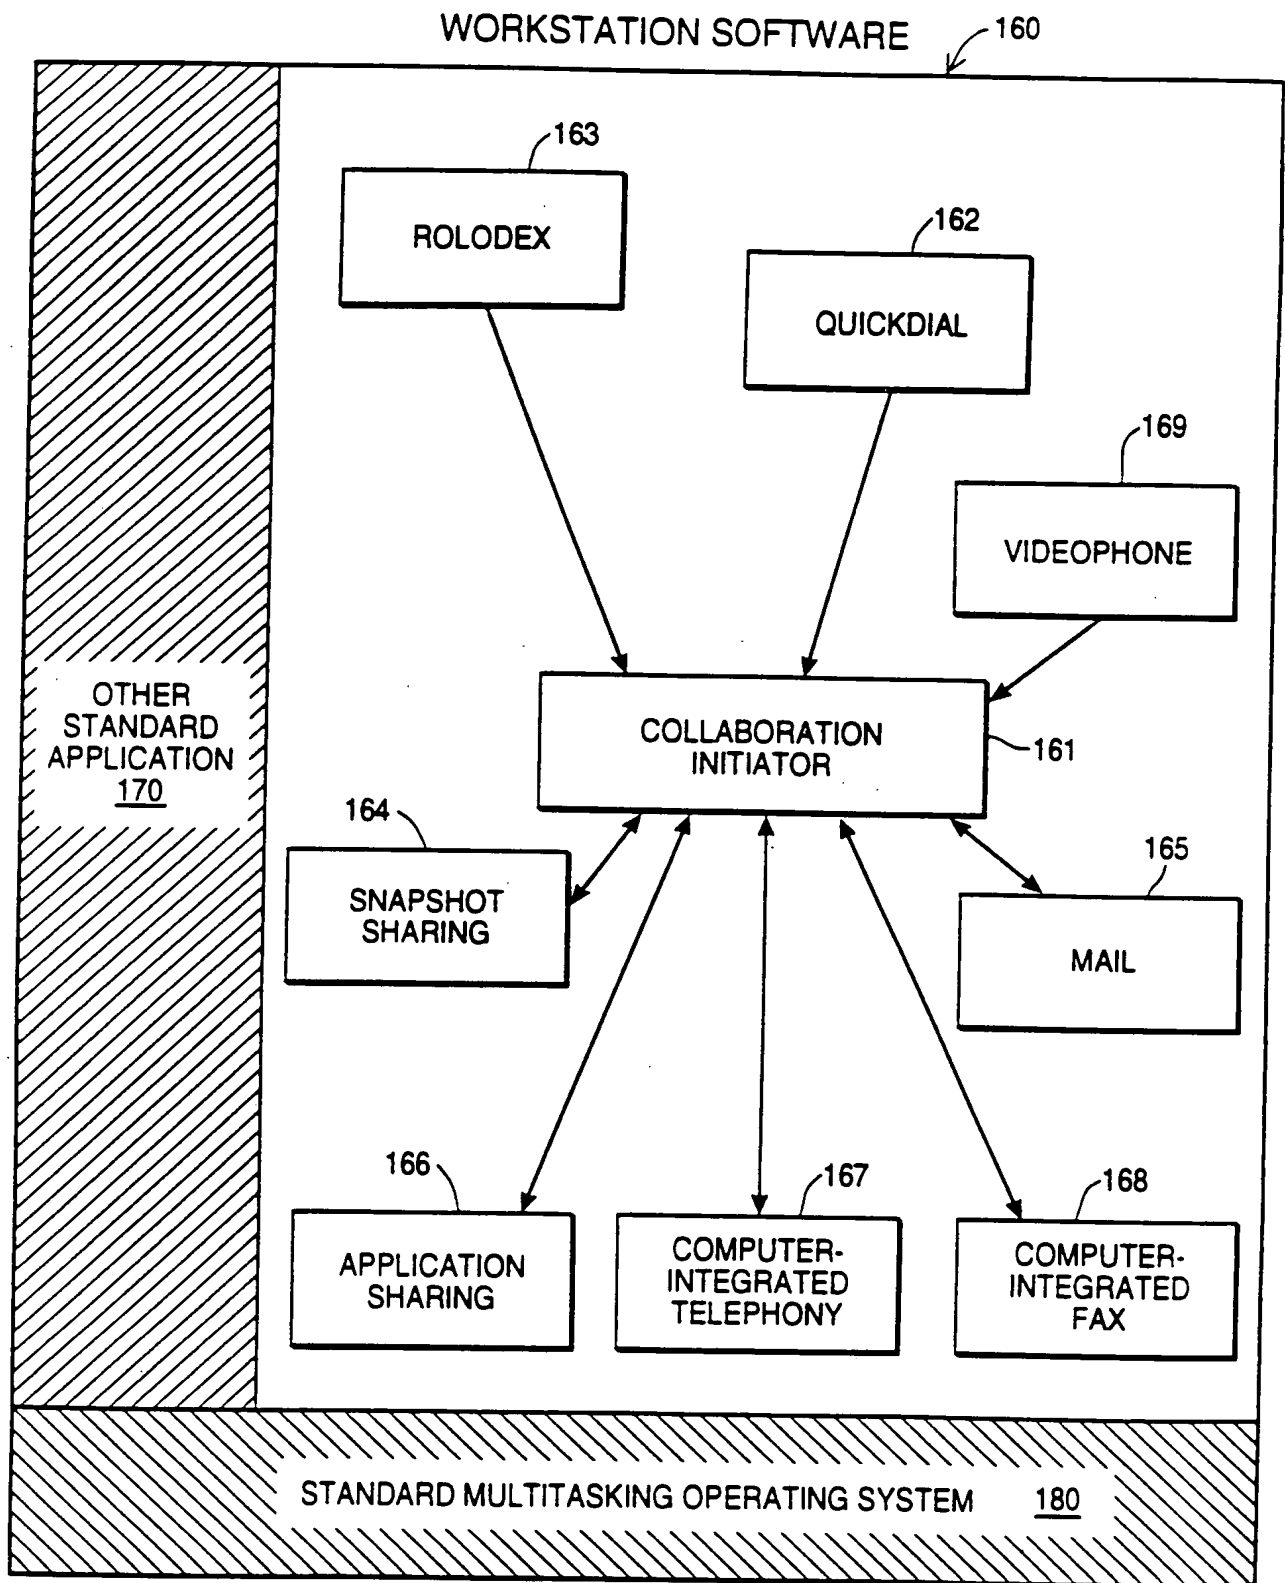 WORKSTATION SOFTWARE
160
163
ROLODEX
162
QUICKDIAL
169
VIDEOPHONE
OTHER
STANDARD
APPLICATION
170
COLLABORATION
INITIATOR
161
164
SNAPSHOT
SHARING
165
MAIL
166
APPLICATION
SHARING
167
COMPUTER-
INTEGRATED
TELEPHONY
168
COMPUTER-
INTEGRATED
FAX
STANDARD MULTITASKING OPERATING SYSTEM 180